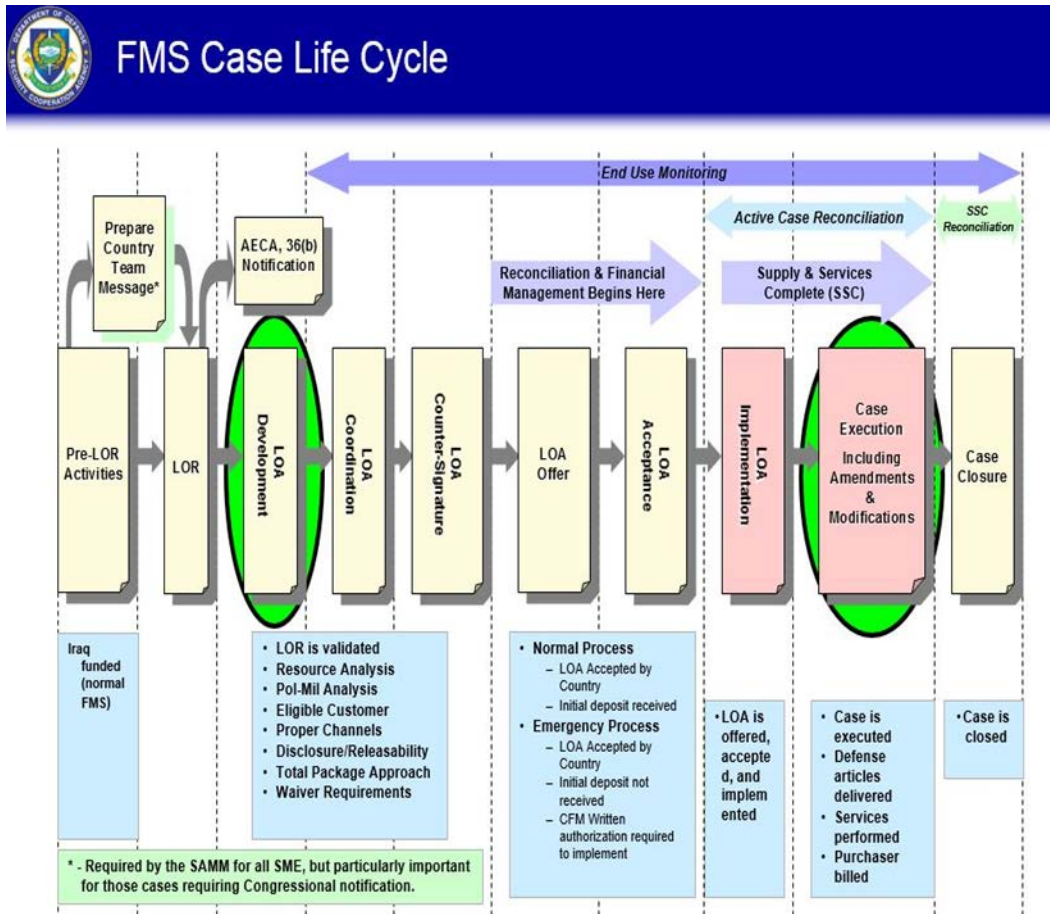 FMS Case Life Cycle
End Use Monitoring
Active Case Reconciliation
SSC
Reconciliation
Prepare
Country
Team
Message*
AECA, 36(b)
Notification
Reconciliation & Financial
Management Begins Here
Supply & Services
Complete (SSC)
Pre-LOR
Activities
LOR
LOA
Development
LOA
Coordination
LOA
Counter-Signature
LOA
Offer
LOA
Acceptance
LOA
Implementation
Case
Execution
Including
Amendments
&
Modifications
Case
Closure
Iraq
funded
(normal
FMS)
• LOR is validated
• Resource Analysis
• Pol-Mil Analysis
• Eligible Customer
• Proper Channels
• Disclosure/Releasability
• Total Package Approach
• Waiver Requirements
• Normal Process
– LOA Accepted by
Country
– Initial deposit received
• Emergency Process
– LOA Accepted by
Country
– Initial deposit not
received
– CFM Written
authorization required
to implement
• LOA is
offered,
accepte
d, and
implem
ented
• Case is
executed
• Defense
articles
delivered
• Services
performed
• Purchaser
billed
• Case is
closed
* - Required by the SAMM for all SME, but particularly important
for those cases requiring Congressional notification.
DEPARTMENT OF DEFENSE
SECURITY COOPERATION AGENCY